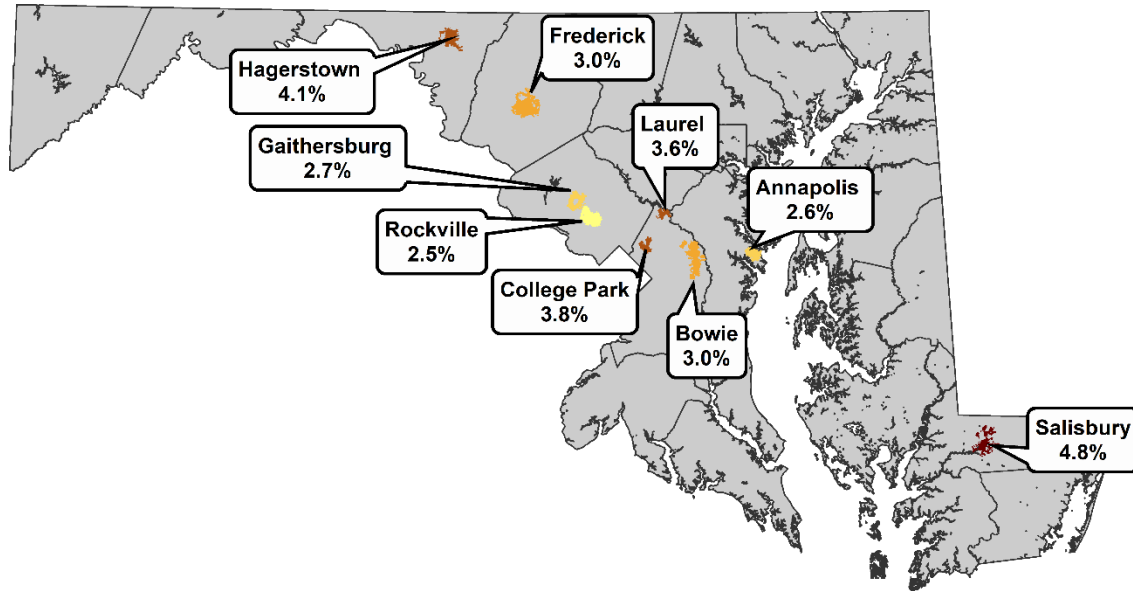 Frederick
3.0%
Hagerstown
4.1%
Laurel
3.6%
Gaithersburg
2.7%
Annapolis
2.6%
Rockville
2.5%
College Park
3.8%
Bowie
3.0%
Salisbury
4.8%